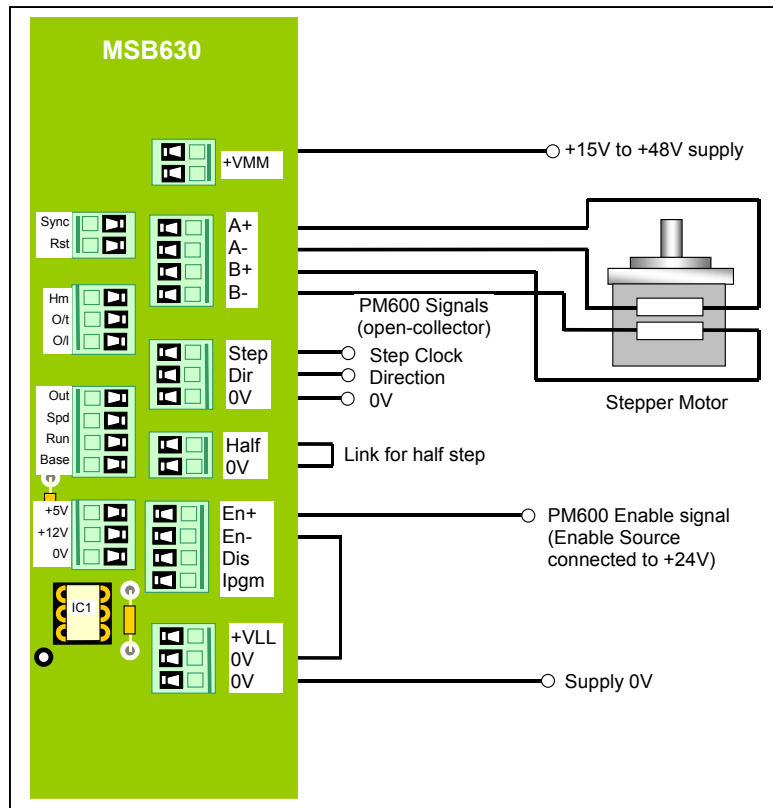 MSB630
+VMM
+15V to +48V supply
Sync
Rst
A+
A-
B+
B-
Hm
O/t
O/l
PM600 Signals
(open-collector)
Step
Dir
0V
Step Clock
Direction
0V
Stepper Motor
Out
Spd
Run
Base
Half
0V
Link for half step
+5V
+12V
0V
En+
En-
Dis
Ipgm
PM600 Enable signal
(Enable Source
connected to +24V)
IC1
+VLL
0V
0V
Supply 0V